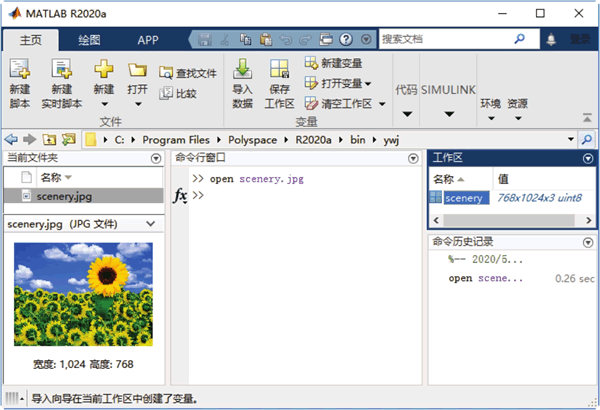 MATLAB R2020a
主页 绘图 APP 搜索文档 登录
新建脚本 新建实时脚本 新建 打开 查找文件 比较 导入数据 保存工作区 新建变量 打开变量 清空工作区 代码 SIMULINK 环境 资源
文件 变量
C: Program Files Polyspace R2020a bin ywj
当前文件夹 命令行窗口 工作区
名称
scenery.jpg
scenery.jpg (JPG 文件)
宽度: 1,024 高度: 768
>> open scenery.jpg
fx >>
名称 值
scenery 768x1024x3 uint8
命令历史记录
%-- 2020/5...
open scene... 0.26 sec
导入向导在当前工作区中创建了变量。